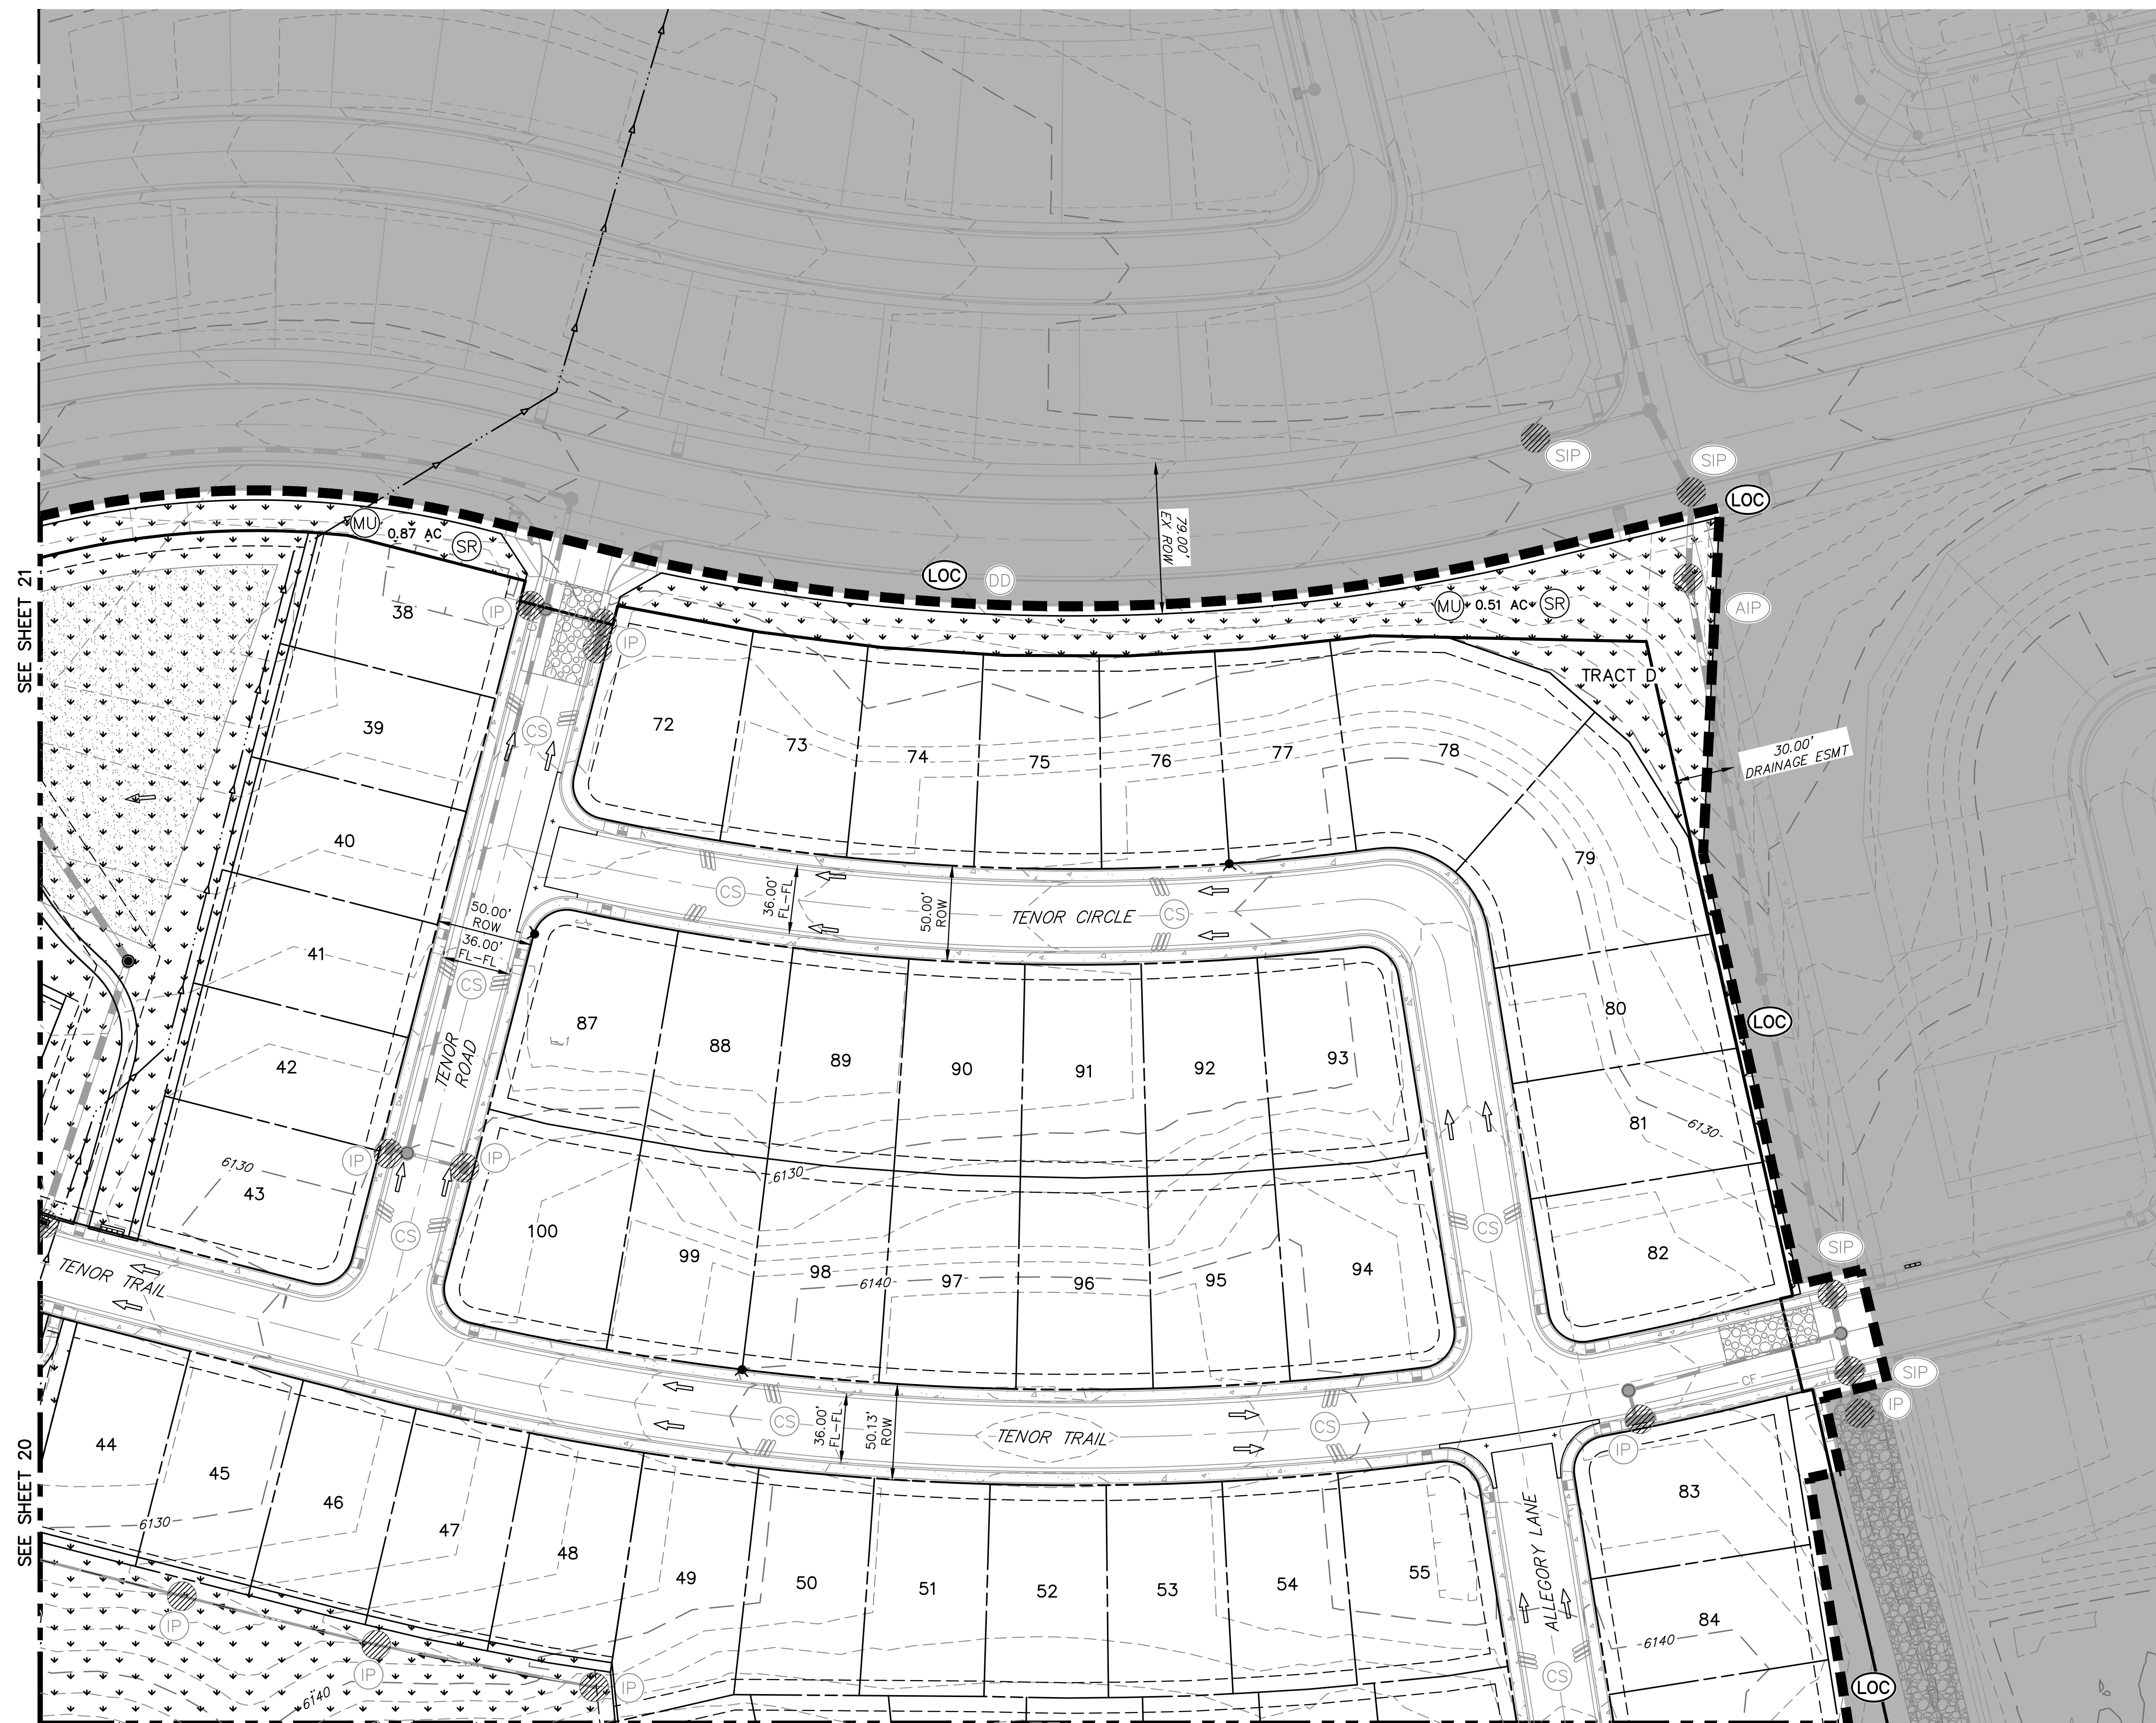 SEE SHEET 21
SEE SHEET 20
SIP
SIP
LOC
AIP
MU
0.87 AC
SR
LOC
DD
79.00'
EX ROW
MU
0.51 AC
SR
TRACT D
30.00'
DRAINAGE ESMT
IP
IP
CS
38
39
40
41
42
43
72
73
74
75
76
77
78
79
80
81
82
6130
LOC
CS
36.00'
FL-FL
50.00'
ROW
TENOR CIRCLE
CS
50.00'
ROW
36.00'
FL-FL
CS
TENOR
ROAD
87
88
89
90
91
92
93
IP
IP
6130
6130
100
99
98
97
96
95
94
6140
CS
CS
SIP
CF
CF
SIP
IP
IP
TENOR TRAIL
CS
36.00'
FL-FL
50.13'
ROW
TENOR TRAIL
CS
44
45
46
47
48
49
50
51
52
53
54
55
6130
ALLEGORY LANE
83
84
6140
CS
LOC
IP
IP
IP
6140
S
W
W
S
S